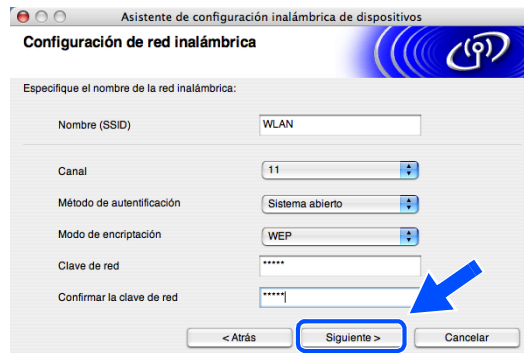 Asistente de configuración inalámbrica de dispositivos
Configuración de red inalámbrica
Especifique el nombre de la red inalámbrica:
Nombre (SSID) WLAN
Canal 11
Método de autentificación Sistema abierto
Modo de encriptación WEP
Clave de red *****
Confirmar la clave de red *****
< Atrás Siguiente > Cancelar